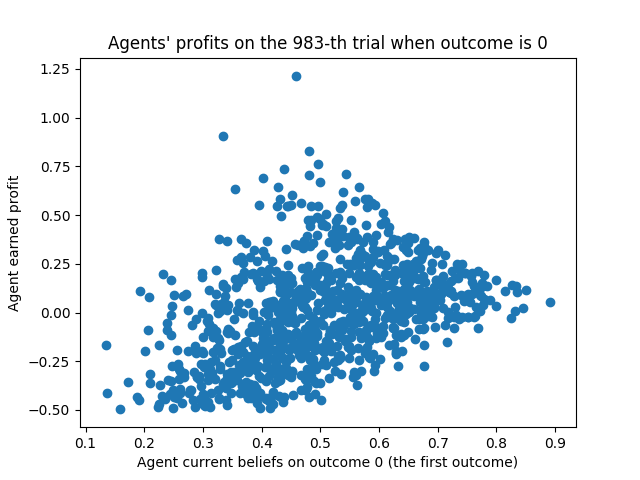 Agents' profits on the 983-th trial when outcome is 0
1.25
1.00
0.75
0.50
0.25
0.00
−0.25
−0.50
Agent earned profit
0.1 0.2 0.3 0.4 0.5 0.6 0.7 0.8 0.9
Agent current beliefs on outcome 0 (the first outcome)